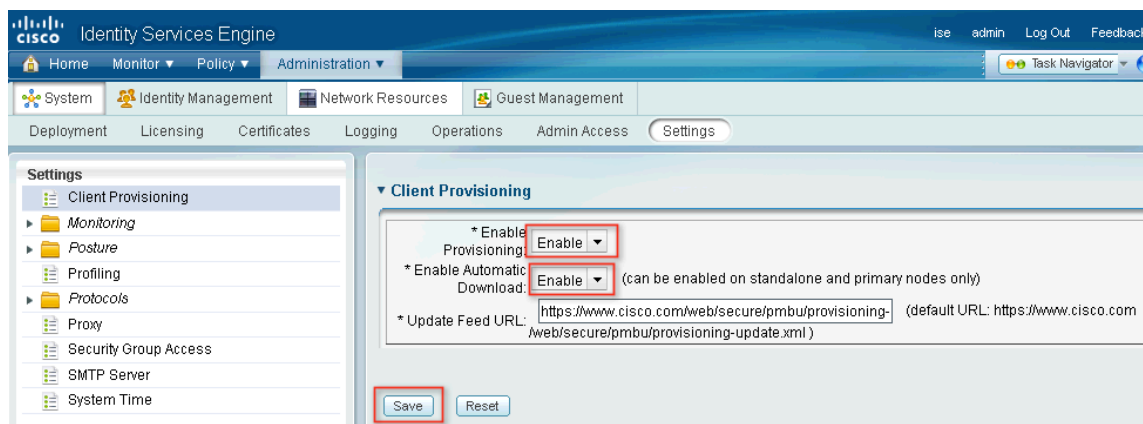 cisco Identity Services Engine ise admin Log Out Feedback
Home Monitor ▼ Policy ▼ Administration ▼ Task Navigator ▼
System Identity Management Network Resources Guest Management
Deployment Licensing Certificates Logging Operations Admin Access Settings
Settings
Client Provisioning
Monitoring
Posture
Profiling
Protocols
Proxy
Security Group Access
SMTP Server
System Time
▼ Client Provisioning
* Enable Provisioning: Enable ▼
* Enable Automatic Download: Enable ▼ (can be enabled on standalone and primary nodes only)
* Update Feed URL: https://www.cisco.com/web/secure/pmbu/provisioning- (default URL: https://www.cisco.com
/web/secure/pmbu/provisioning-update.xml )
Save Reset